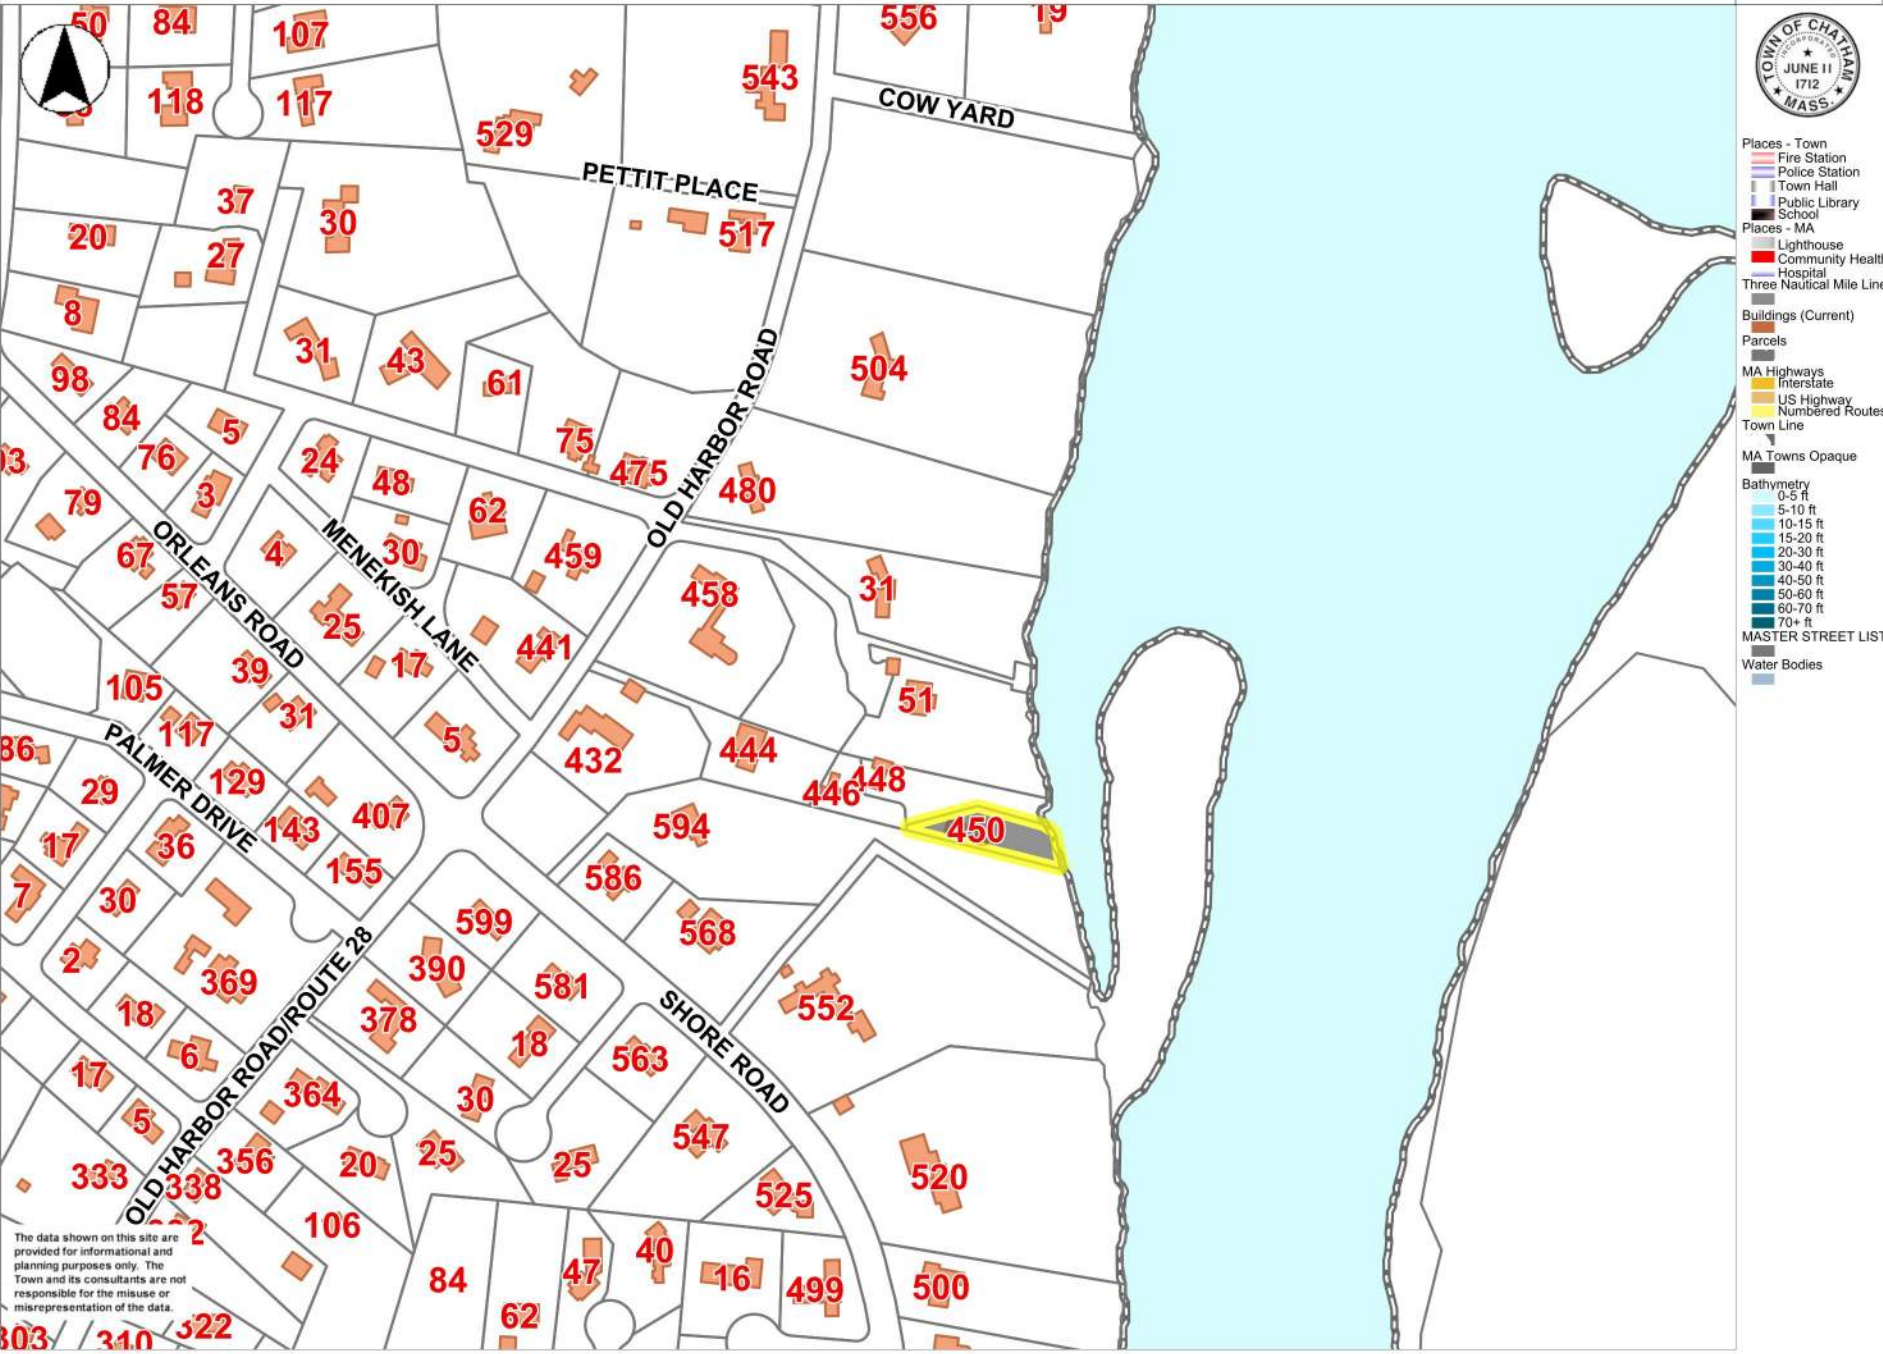 50
84
107
556
19
118
117
543
COW YARD
529
PETTIT PLACE
37
30
20
27
517
8
31
43
61
504
98
84
5
76
24
75
475
480
48
3
79
62
OLD HARBOR ROAD
ORLEANS ROAD
MENEKISH LANE
4
30
459
67
57
25
458
31
17
441
39
105
31
51
117
5
432
444
86
PALMER DRIVE
129
446
448
29
143
407
594
450
17
36
155
586
7
30
599
568
2
369
390
581
552
18
378
SHORE ROAD
6
18
563
OLD HARBOR ROAD/ROUTE 28
17
364
30
5
547
356
20
25
25
333
338
520
525
106
40
84
47
16
499
500
62
322
310
303
The data shown on this site are
provided for informational and
planning purposes only. The
Town and its consultants are not
responsible for the misuse or
misrepresentation of the data.
TOWN OF CHATHAM
INCORPORATED
JUNE 11
1712
MASS.
Places - Town
Fire Station
Police Station
Town Hall
Public Library
School
Places - MA
Lighthouse
Community Health
Hospital
Three Nautical Mile Line
Buildings (Current)
Parcels
MA Highways
Interstate
US Highway
Numbered Routes
Town Line
MA Towns Opaque
Bathymetry
0-5 ft
5-10 ft
10-15 ft
15-20 ft
20-30 ft
30-40 ft
40-50 ft
50-60 ft
60-70 ft
70+ ft
MASTER STREET LIST
Water Bodies